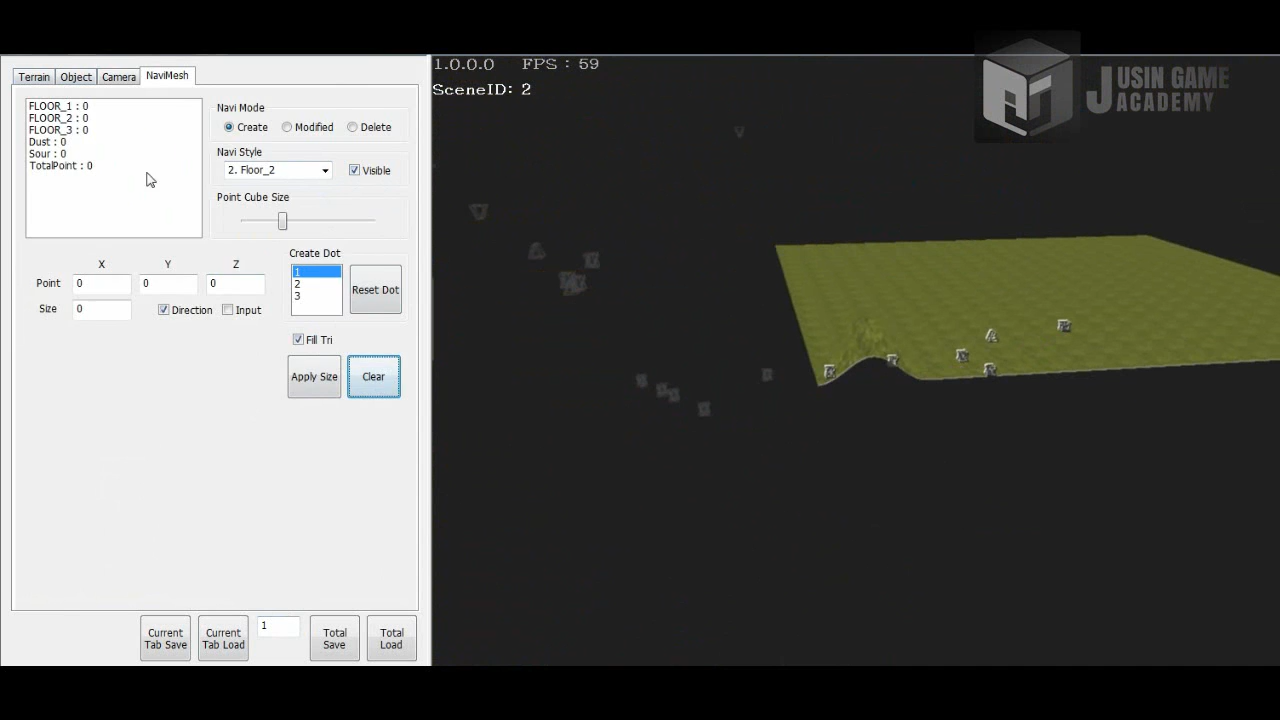 1.0.0.0 FPS : 59
SceneID: 2
JUSIN GAME
ACADEMY
Terrain Object Camera NaviMesh
FLOOR_1 : 0
FLOOR_2 : 0
FLOOR_3 : 0
Dust : 0
Sour : 0
TotalPoint : 0
Navi Mode
Create Modified Delete
Navi Style
2. Floor_2 Visible
Point Cube Size
X Y Z
Point 0 0 0
Size 0 Direction Input
Create Dot
1
2
3
Reset Dot
Fill Tri
Apply Size Clear
Current
Tab Save
Current
Tab Load
1
Total
Save
Total
Load